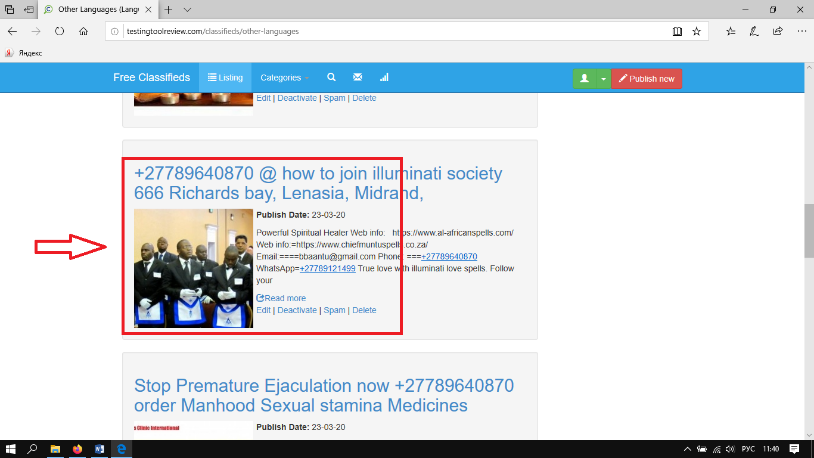 Other Languages (Langu
testingtoolreview.com/classifieds/other-languages
Яндекс
Free Classifieds Listing Categories Publish new
Edit | Deactivate | Spam | Delete
+27789640870 @ how to join illuminati society
666 Richards bay, Lenasia, Midrand,
Publish Date: 23-03-20
Powerful Spiritual Healer Web info: https://www.al-africanspells.com/
Web info:=https://www.chiefmuntuspells.co.za/
Email:====bbaantu@gmail.com Phone: ===+27789640870
WhatsApp=+27789121499 True love with illuminati love spells. Follow
your
Read more
Edit | Deactivate | Spam | Delete
Stop Premature Ejaculation now +27789640870
order Manhood Sexual stamina Medicines
Clinic International
Publish Date: 23-03-20
РУС 11:40